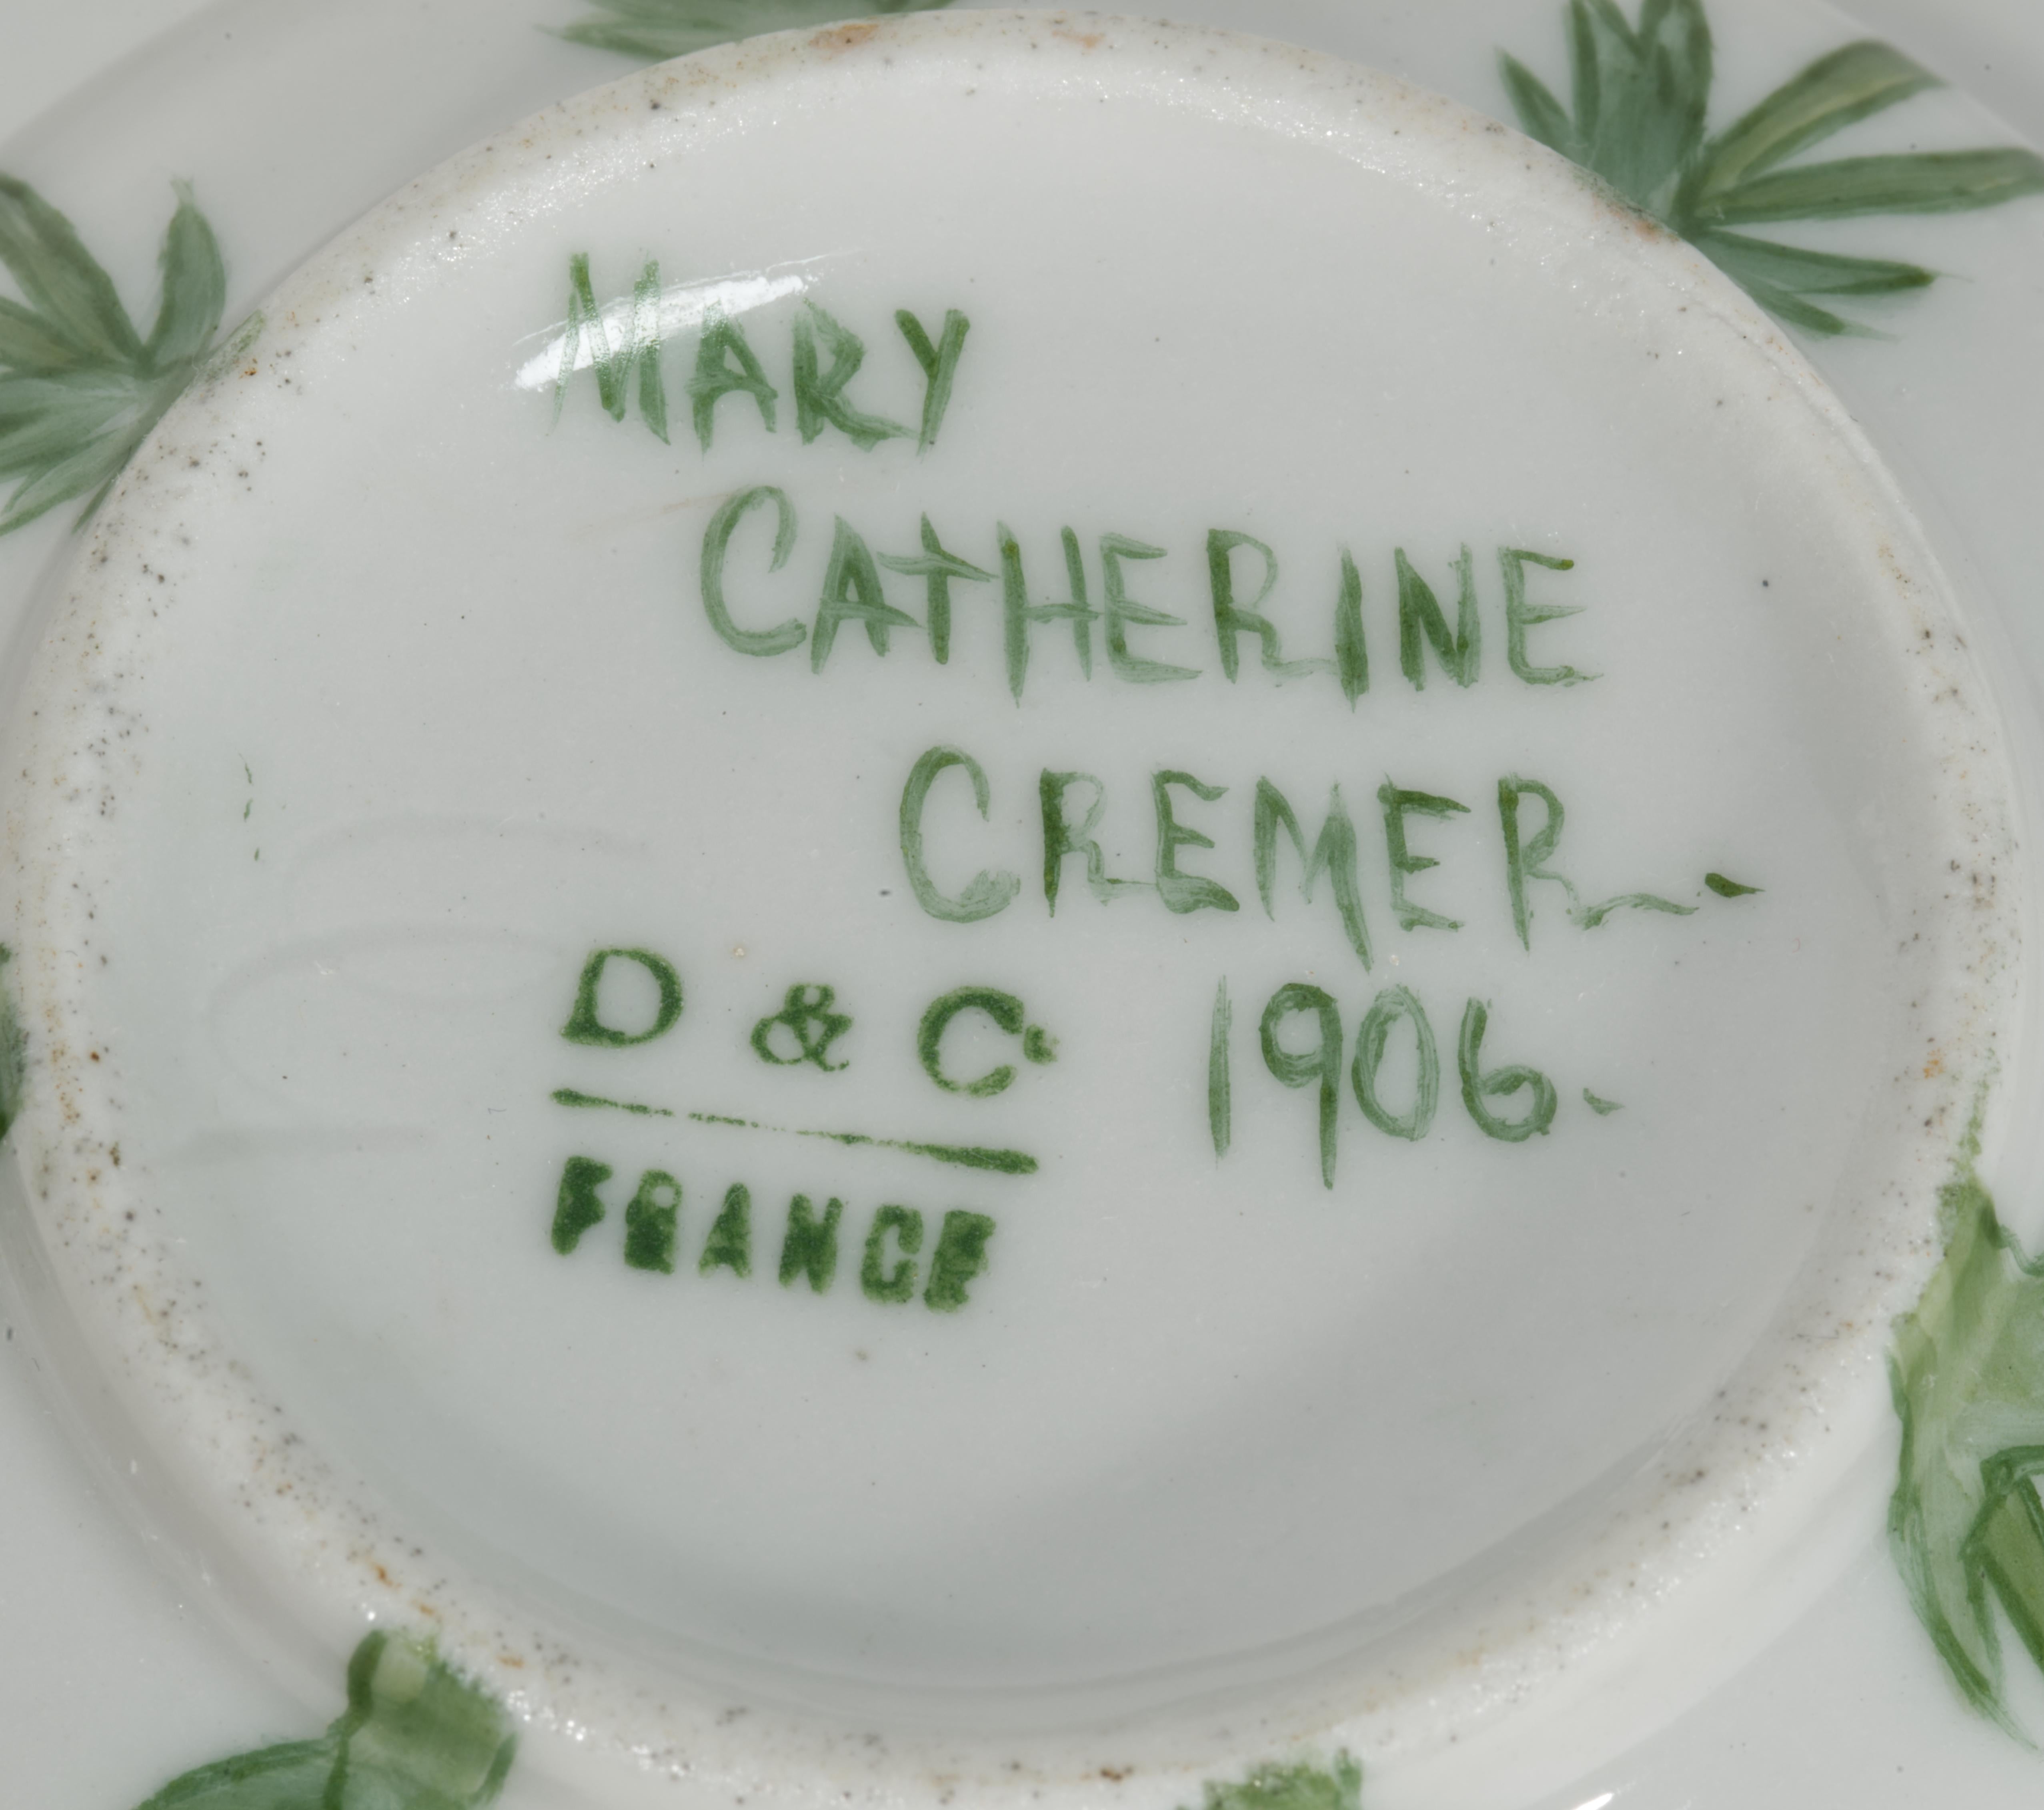 MARY
CATHERINE
CREMER.
D & Co 1906.
FRANCE